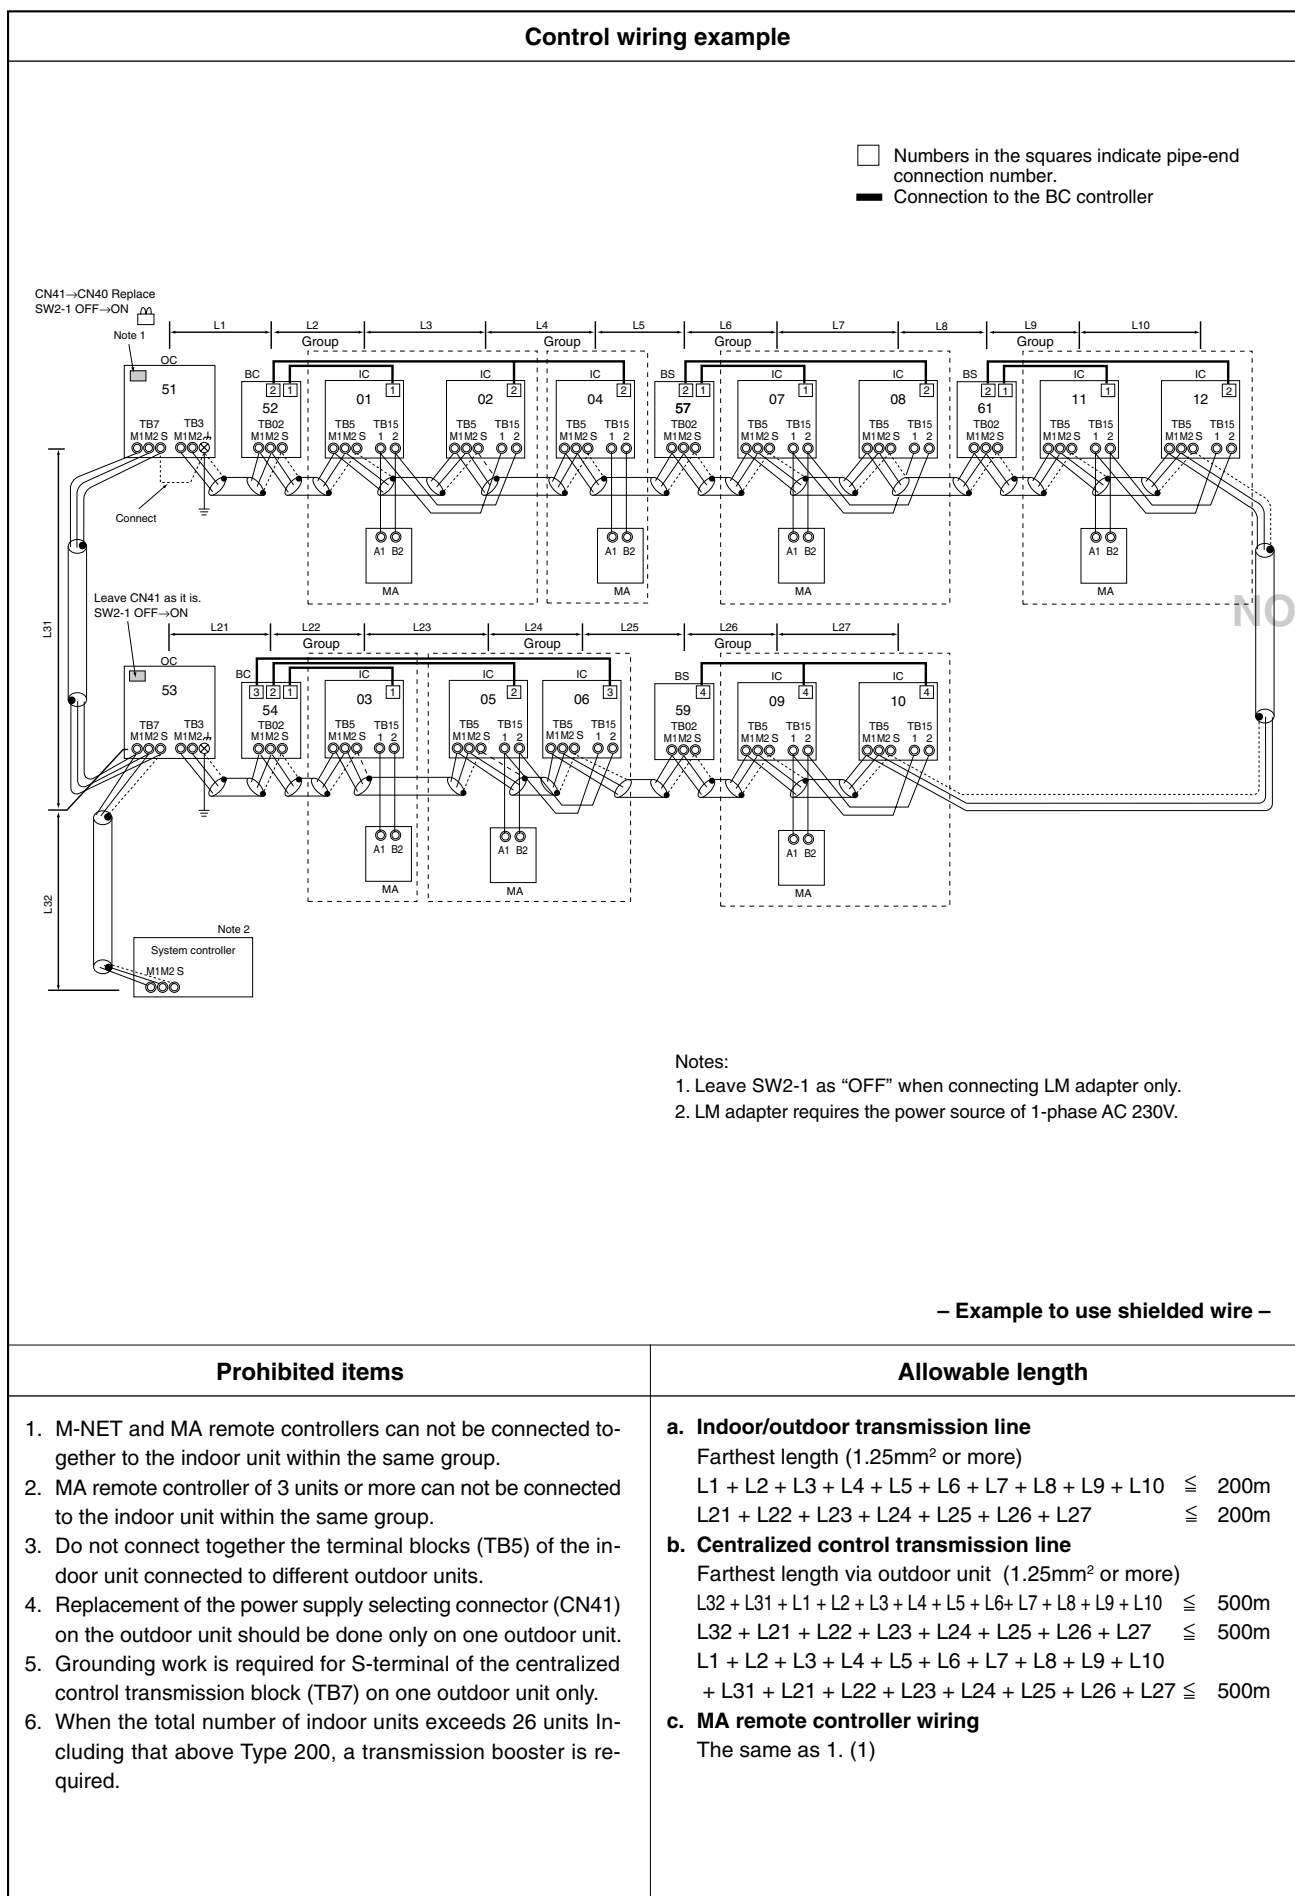 Control wiring example
Numbers in the squares indicate pipe-end
connection number.
Connection to the BC controller
CN41→CN40 Replace
SW2-1 OFF→ON
Note 1
L1 L2 L3 L4 L5 L6 L7 L8 L9 L10
Group Group Group Group
OC BC IC IC IC BS IC IC BS IC IC
2 1 1 2 2 2 1 1 2 2 1 1 2
51 52 01 02 04 57 07 08 61 11 12
TB7 TB3 TB02 TB5 TB15 TB5 TB15 TB5 TB15 TB02 TB5 TB15 TB5 TB15 TB02 TB5 TB15 TB5 TB15
M1M2 S M1M2 M1M2 S M1M2 S 1 2 M1M2 S 1 2 M1M2 S 1 2 M1M2 S M1M2 S 1 2 M1M2 S 1 2 M1M2 S M1M2 S 1 2 M1M2 S 1 2
Connect
A1 B2 A1 B2 A1 B2 A1 B2
MA MA MA MA
L31
NO
Leave CN41 as it is.
SW2-1 OFF→ON
L21 L22 L23 L24 L25 L26 L27
Group Group Group
OC BC IC IC IC BS IC IC
3 2 1 1 2 3 4 4 4
53 54 03 05 06 59 09 10
TB7 TB3 TB02 TB5 TB15 TB5 TB15 TB5 TB15 TB02 TB5 TB15 TB5 TB15
M1M2 S M1M2 M1M2 S M1M2 S 1 2 M1M2 S 1 2 M1M2 S 1 2 M1M2 S M1M2 S 1 2 M1M2 S 1 2
A1 B2 A1 B2 A1 B2
MA MA MA
L32
Note 2
System controller
M1M2 S
Notes:
1. Leave SW2-1 as “OFF” when connecting LM adapter only.
2. LM adapter requires the power source of 1-phase AC 230V.
– Example to use shielded wire –
Prohibited items
1. M-NET and MA remote controllers can not be connected to-
gether to the indoor unit within the same group.
2. MA remote controller of 3 units or more can not be connected
to the indoor unit within the same group.
3. Do not connect together the terminal blocks (TB5) of the in-
door unit connected to different outdoor units.
4. Replacement of the power supply selecting connector (CN41)
on the outdoor unit should be done only on one outdoor unit.
5. Grounding work is required for S-terminal of the centralized
control transmission block (TB7) on one outdoor unit only.
6. When the total number of indoor units exceeds 26 units In-
cluding that above Type 200, a transmission booster is re-
quired.
Allowable length
a. Indoor/outdoor transmission line
Farthest length (1.25mm² or more)
L1 + L2 + L3 + L4 + L5 + L6 + L7 + L8 + L9 + L10 ≦ 200m
L21 + L22 + L23 + L24 + L25 + L26 + L27 ≦ 200m
b. Centralized control transmission line
Farthest length via outdoor unit (1.25mm² or more)
L32 + L31 + L1 + L2 + L3 + L4 + L5 + L6+ L7 + L8 + L9 + L10 ≦ 500m
L32 + L21 + L22 + L23 + L24 + L25 + L26 + L27 ≦ 500m
L1 + L2 + L3 + L4 + L5 + L6 + L7 + L8 + L9 + L10
+ L31 + L21 + L22 + L23 + L24 + L25 + L26 + L27 ≦ 500m
c. MA remote controller wiring
The same as 1. (1)